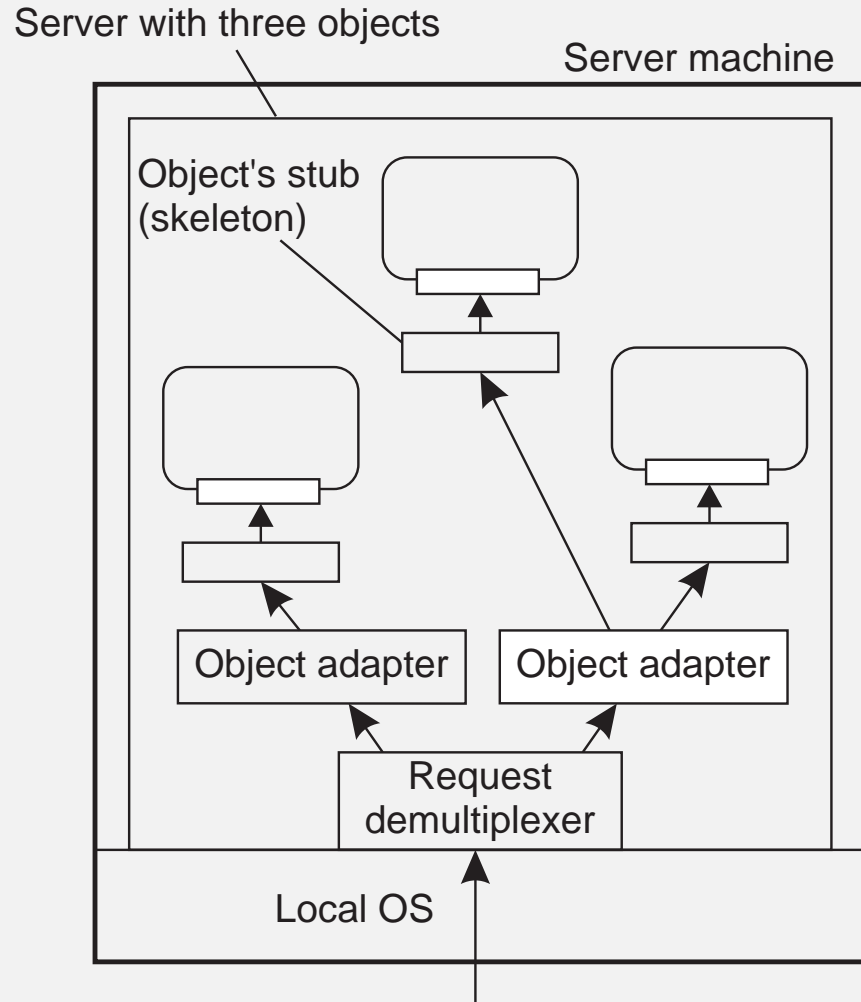 Server with three objects
Server machine
Object's stub
(skeleton)
Object adapter
Object adapter
Request
demultiplexer
Local OS